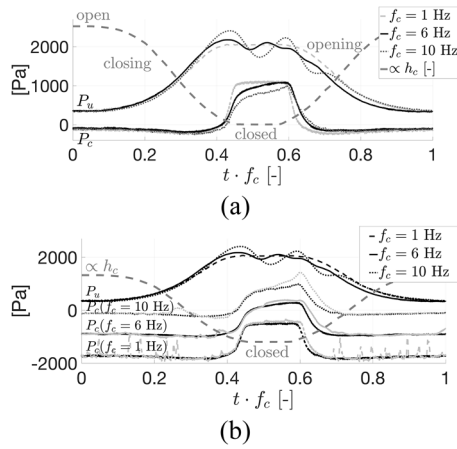 open
opening
closing
closed
f_c = 1 Hz
f_c = 6 Hz
f_c = 10 Hz
∝ h_c [-]
[Pa]
2000
1000
0
P_u
P_c
0 0.2 0.4 0.6 0.8 1
t · f_c [-]
(a)
f_c = 1 Hz
f_c = 6 Hz
f_c = 10 Hz
[Pa]
2000
0
-2000
∝ h_c
P_u
P_c(f_c = 10 Hz)
P_c(f_c = 6 Hz)
P_c(f_c = 1 Hz)
closed
0 0.2 0.4 0.6 0.8 1
t · f_c [-]
(b)